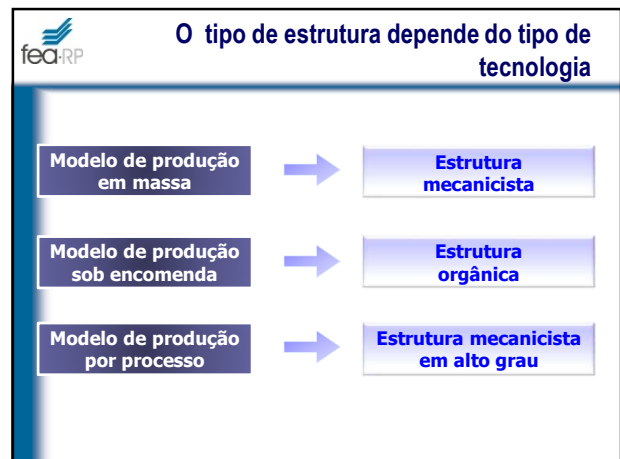 fea-RP
O tipo de estrutura depende do tipo de
tecnologia
Modelo de produção
em massa
Estrutura
mecanicista
Modelo de produção
sob encomenda
Estrutura
orgânica
Modelo de produção
por processo
Estrutura mecanicista
em alto grau